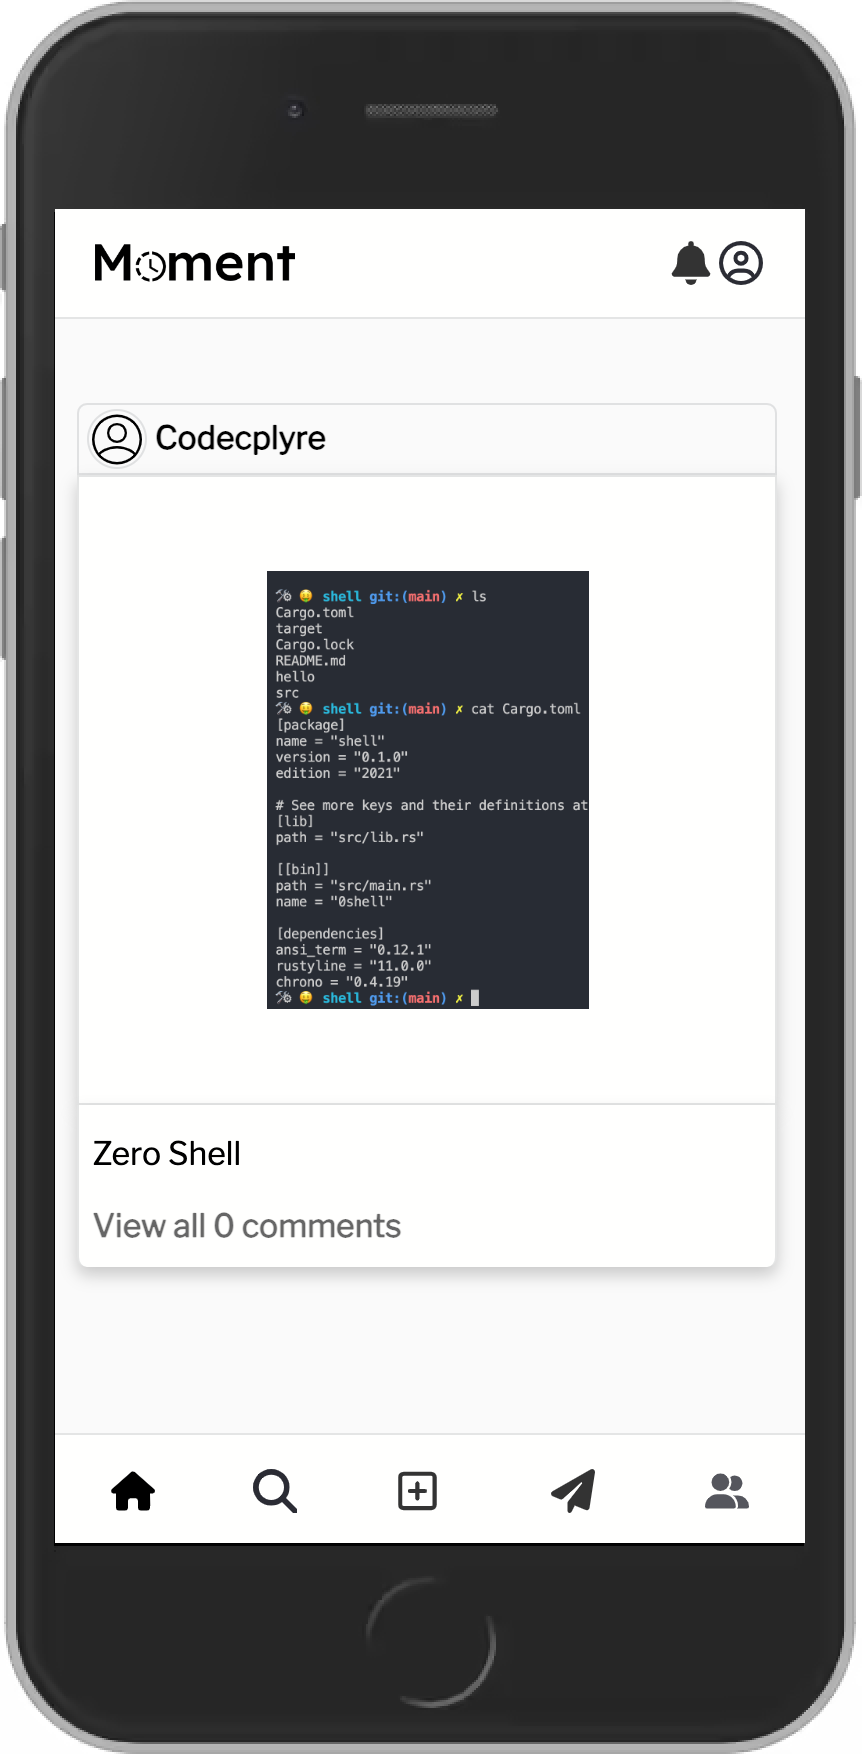 Moment
Codecplyre
shell git:(main) ✗ ls
Cargo.toml
target
Cargo.lock
README.md
hello
src
shell git:(main) ✗ cat Cargo.toml
[package]
name = "shell"
version = "0.1.0"
edition = "2021"
# See more keys and their definitions at
[lib]
path = "src/lib.rs"
[[bin]]
path = "src/main.rs"
name = "0shell"
[dependencies]
ansi_term = "0.12.1"
rustyline = "11.0.0"
chrono = "0.4.19"
shell git:(main) ✗
Zero Shell
View all 0 comments